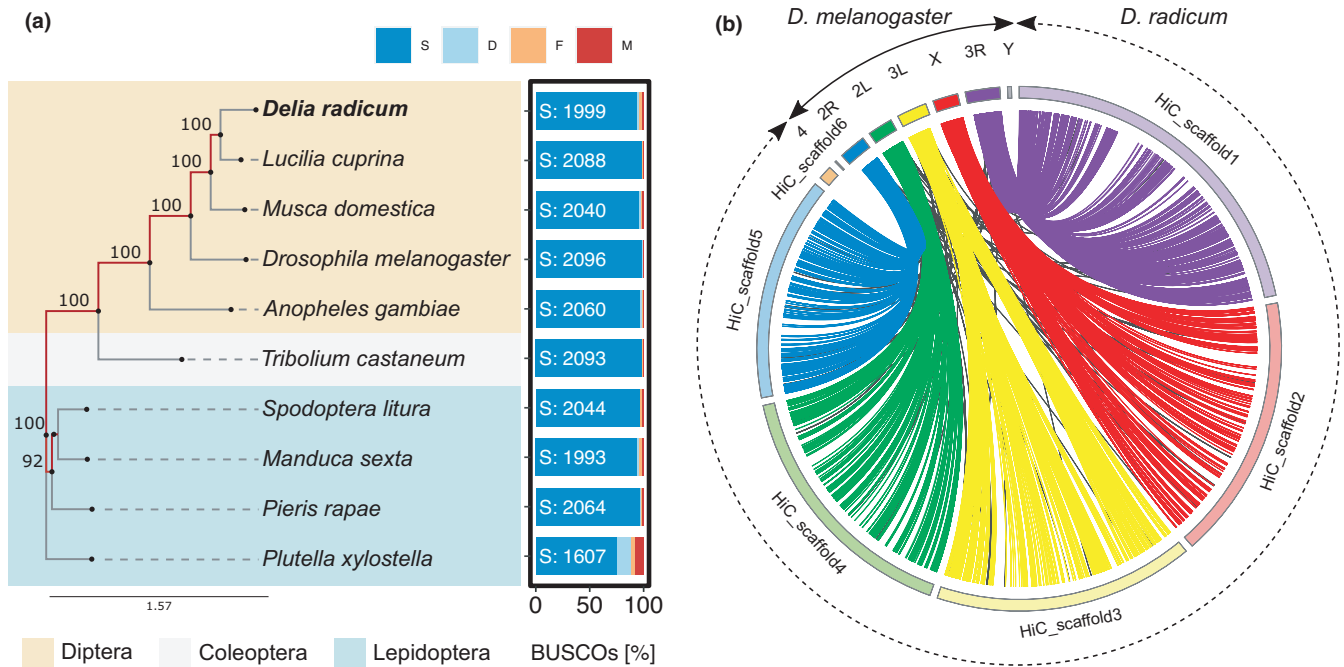 (a)
S D F M
Delia radicum
Lucilia cuprina
Musca domestica
Drosophila melanogaster
Anopheles gambiae
Tribolium castaneum
Spodoptera litura
Manduca sexta
Pieris rapae
Plutella xylostella
100
100
100
100
100
100
92
1.57
S: 1999
S: 2088
S: 2040
S: 2096
S: 2060
S: 2093
S: 2044
S: 1993
S: 2064
S: 1607
0 50 100
BUSCOs [%]
Diptera Coleoptera Lepidoptera
(b)
D. melanogaster D. radicum
4 2R 2L 3L X 3R Y
HiC_scaffold1
HiC_scaffold2
HiC_scaffold3
HiC_scaffold4
HiC_scaffold5
HiC_scaffold6